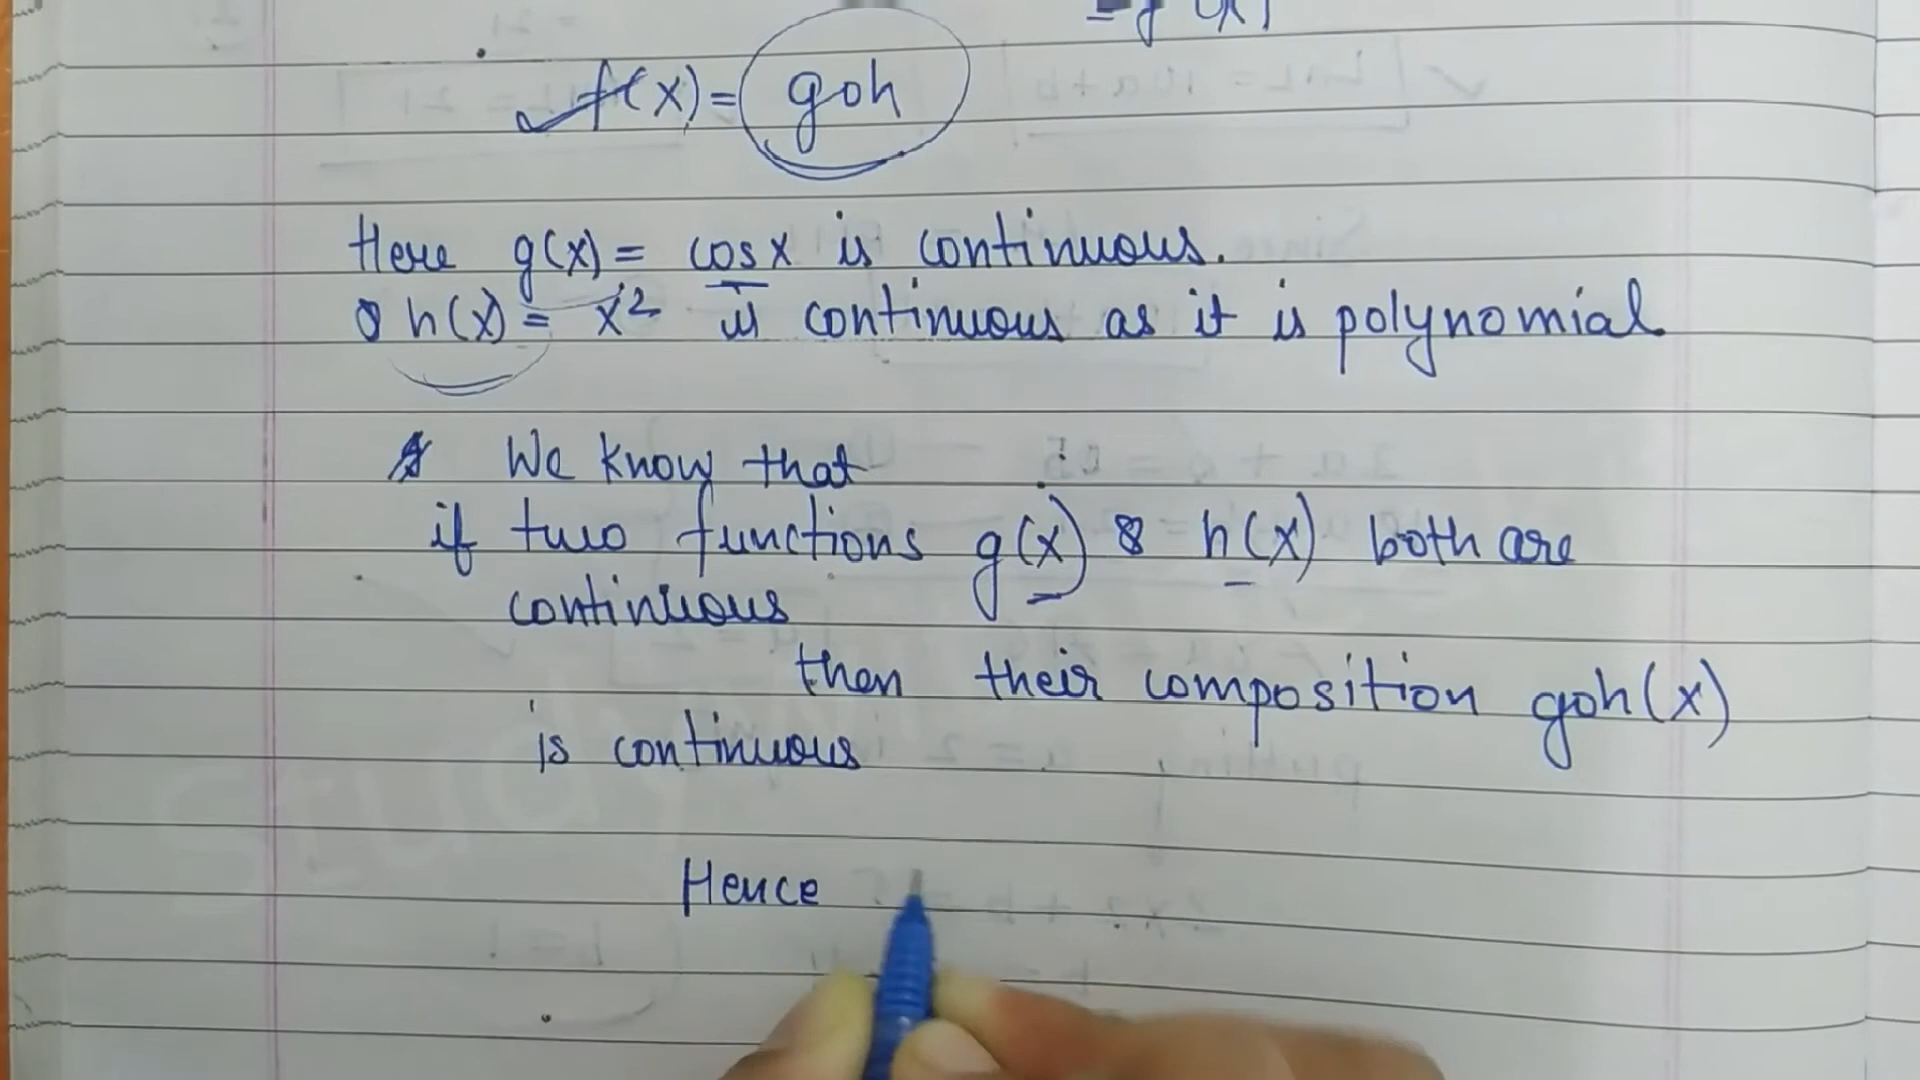 f(x) = goh
Here g(x) = cos x is continuous.
& h(x) = x² is continuous as it is polynomial
We know that
if two functions g(x) & h(x) both are
continuous
then their composition goh(x)
is continuous
Hence